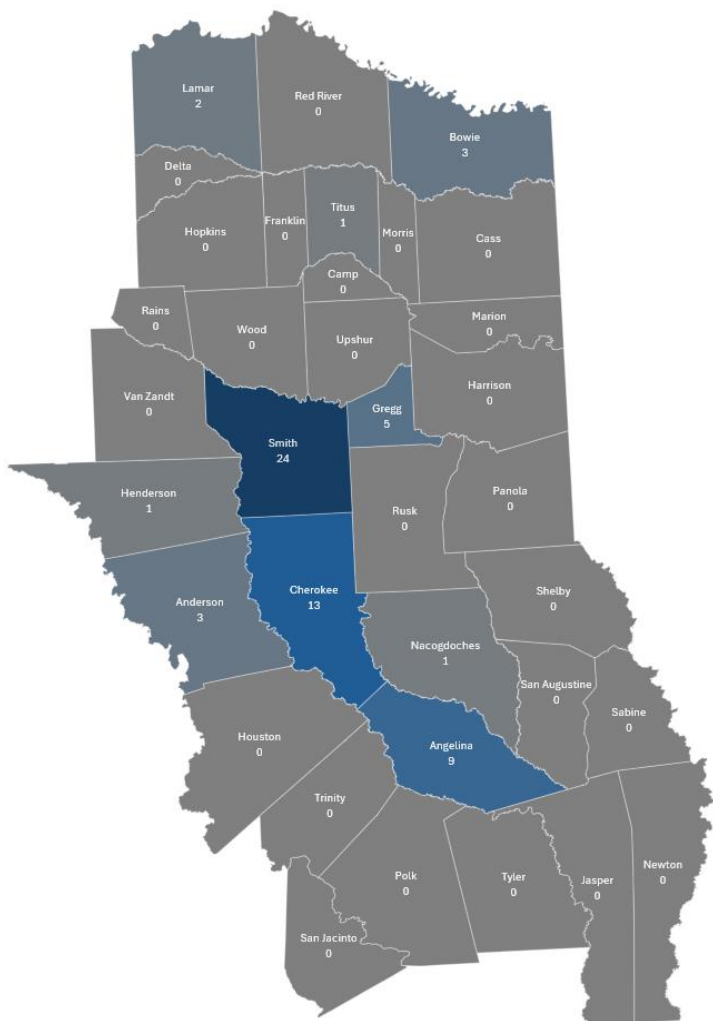 Lamar
2
Red River
0
Bowie
3
Delta
0
Hopkins
0
Franklin
0
Titus
1
Morris
0
Cass
0
Camp
0
Rains
0
Wood
0
Upshur
0
Marion
0
Harrison
0
Van Zandt
0
Gregg
5
Smith
24
Henderson
1
Rusk
0
Panola
0
Cherokee
13
Anderson
3
Shelby
0
Nacogdoches
1
San Augustine
0
Sabine
0
Houston
0
Angelina
9
Trinity
0
Polk
0
Tyler
0
Jasper
0
Newton
0
San Jacinto
0